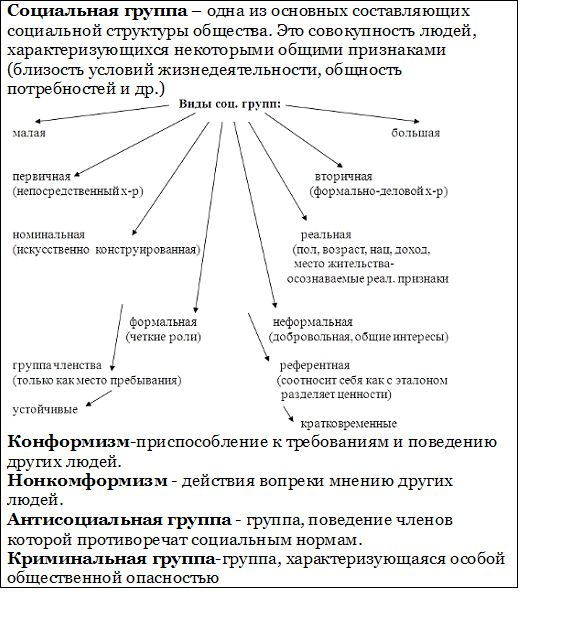 Социальная группа – одна из основных составляющих
социальной структуры общества. Это совокупность людей,
характеризующихся некоторыми общими признаками
(близость условий жизнедеятельности, общность
потребностей и др.)
Виды соц. групп:
малая
большая
первичная
(непосредственный х-р)
вторичная
(формально-деловой х-р)
номинальная
(искусственно конструированная)
реальная
(пол, возраст, нац, доход,
место жительства-
осознаваемые реал. признаки
формальная
(четкие роли)
неформальная
(добровольная, общие интересы)
группа членства
(только как место пребывания)
референтная
(соотносит себя как с эталоном
разделяет ценности)
устойчивые
кратковременные
Конформизм-приспособление к требованиям и поведению
других людей.
Нонкомформизм - действия вопреки мнению других
людей.
Антисоциальная группа - группа, поведение членов
которой противоречат социальным нормам.
Криминальная группа-группа, характеризующаяся особой
общественной опасностью